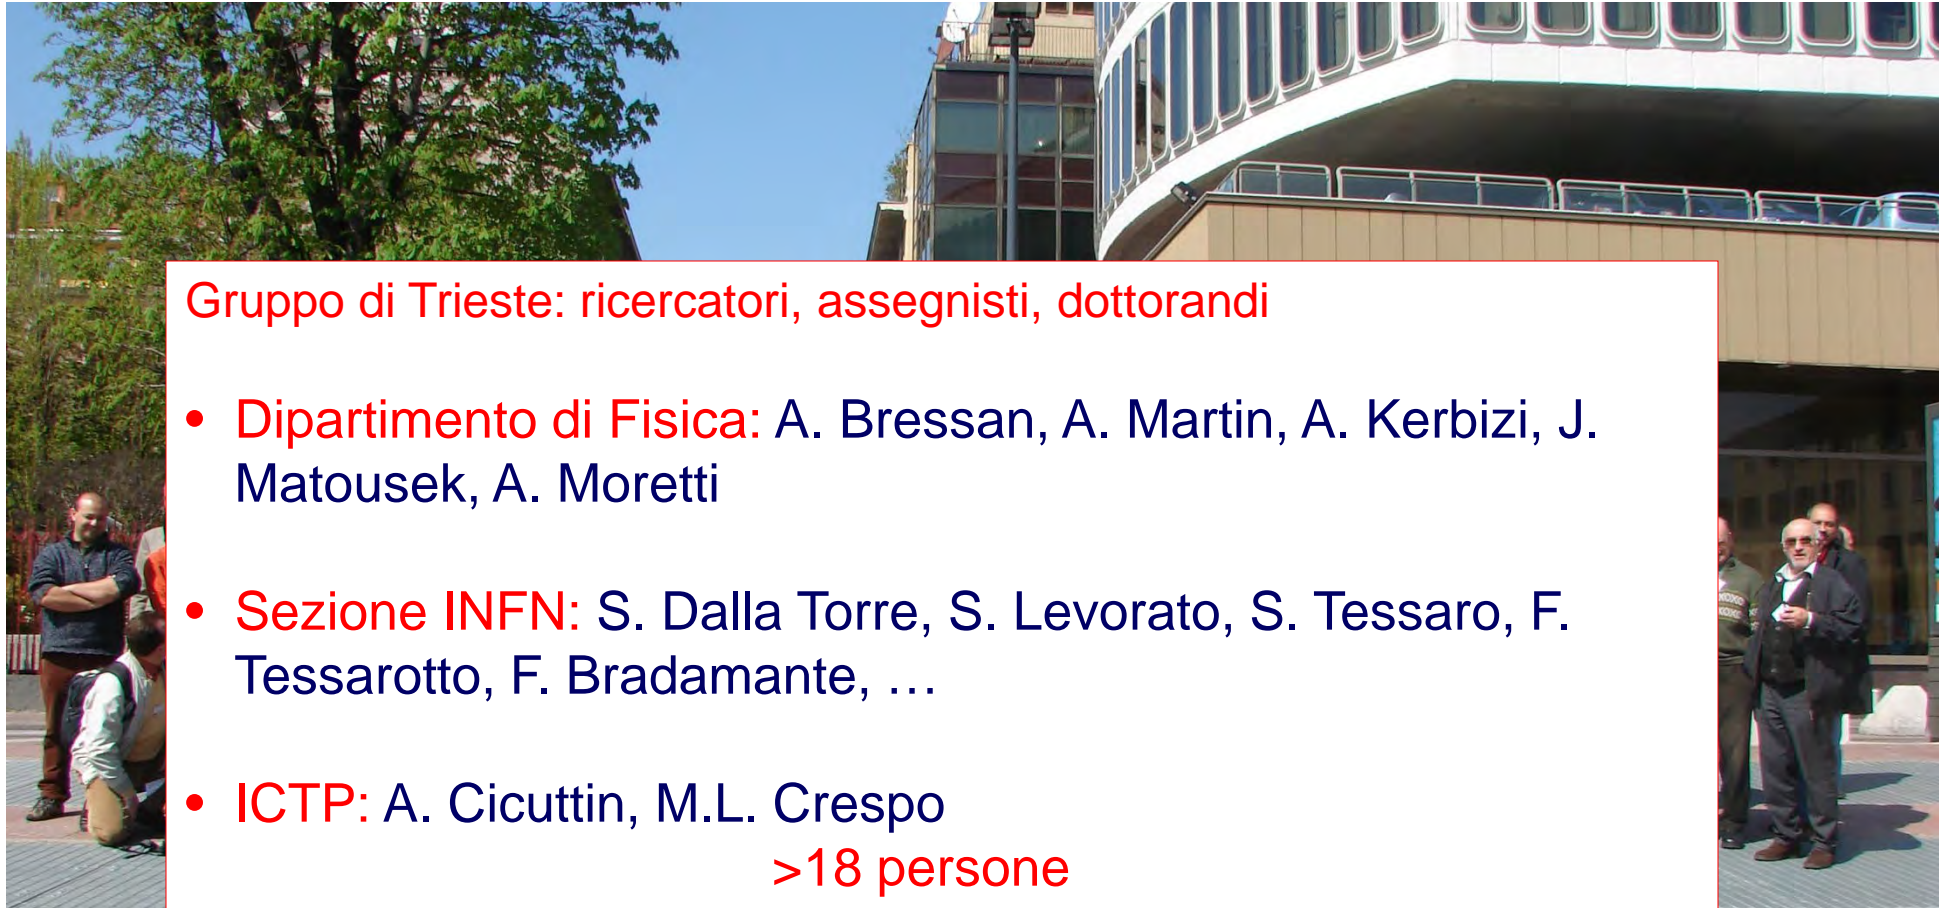 Gruppo di Trieste: ricercatori, assegnisti, dottorandi
• Dipartimento di Fisica: A. Bressan, A. Martin, A. Kerbizi, J.
Matousek, A. Moretti
• Sezione INFN: S. Dalla Torre, S. Levorato, S. Tessaro, F.
Tessarotto, F. Bradamante, …
• ICTP: A. Cicuttin, M.L. Crespo
>18 persone